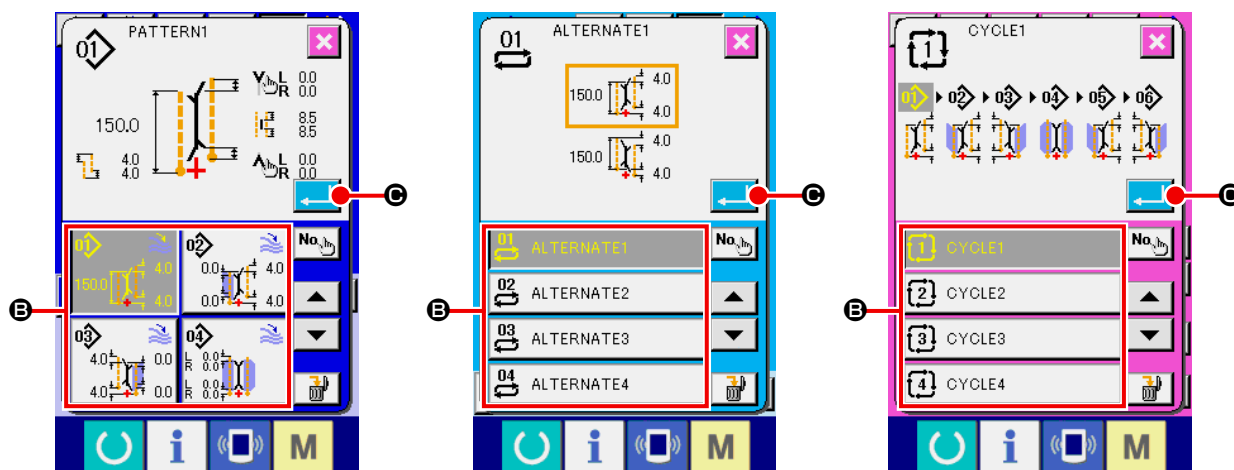 PATTERN1
01
Y L 0.0
R 0.0
150.0
8.5
8.5
4.0
4.0
L 0.0
R 0.0
C
01
150.0
4.0
4.0
02
0.0
4.0
0.0
4.0
No.
B
03
4.0
0.0
4.0
0.0
04
L 0.0
R 0.0
L 0.0
R 0.0
i
M
ALTERNATE1
01
150.0
4.0
4.0
150.0
4.0
4.0
C
01 ALTERNATE1
No.
02 ALTERNATE2
B
03 ALTERNATE3
04 ALTERNATE4
i
M
CYCLE1
1
01 02 03 04 05 06
C
1 CYCLE1
No.
2 CYCLE2
B
3 CYCLE3
4 CYCLE4
i
M